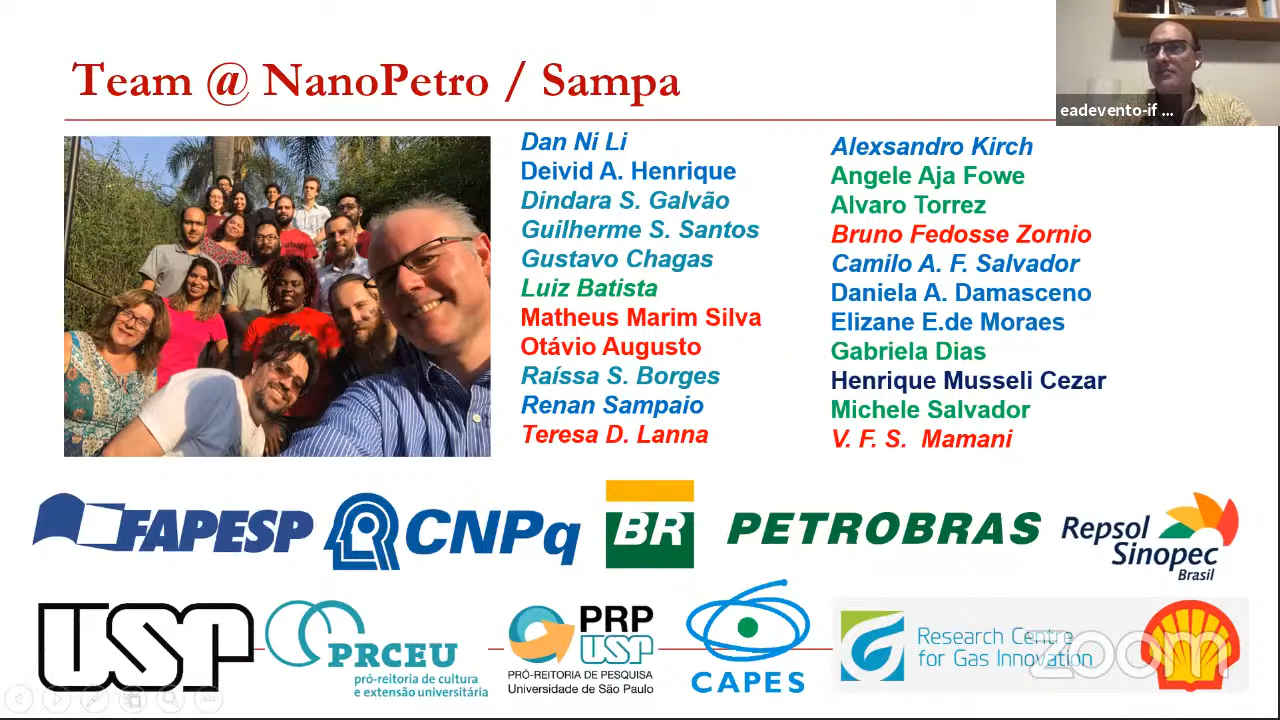 Team @ NanoPetro / Sampa
eadevento-if ...
Dan Ni Li
Deivid A. Henrique
Dindara S. Galvão
Guilherme S. Santos
Gustavo Chagas
Luiz Batista
Matheus Marim Silva
Otávio Augusto
Raíssa S. Borges
Renan Sampaio
Teresa D. Lanna
Alexsandro Kirch
Angele Aja Fowe
Alvaro Torrez
Bruno Fedosse Zornio
Camilo A. F. Salvador
Daniela A. Damasceno
Elizane E.de Moraes
Gabriela Dias
Henrique Musseli Cezar
Michele Salvador
V. F. S. Mamani
FAPESP
CNPq
BR
PETROBRAS
Repsol
Sinopec
Brasil
USP
PRCEU
pró-reitoria de cultura
e extensão universitária
PRP
USP
PRÓ-REITORIA DE PESQUISA
Universidade de São Paulo
CAPES
Research Centre
for Gas Innovation
zoom